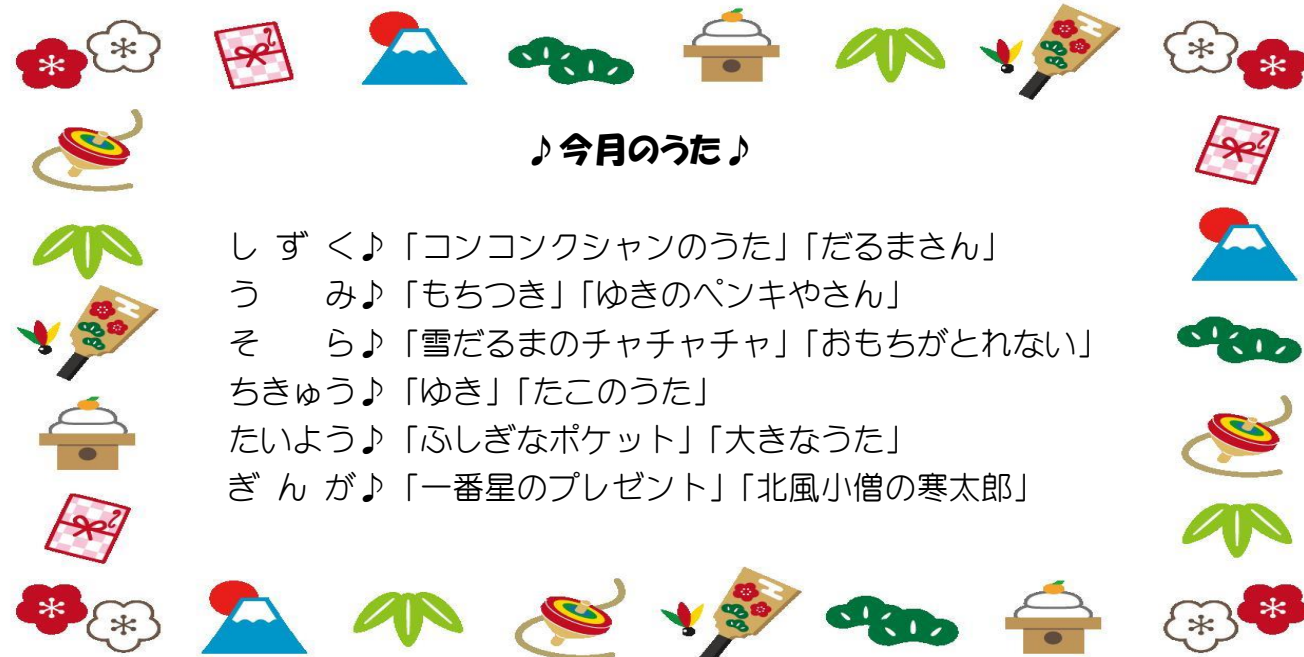 ♪今月のうた♪
し ず く♪「コンコンクシャンのうた」「だるまさん」
う　　み♪「もちつき」「ゆきのペンキやさん」
そ　　ら♪「雪だるまのチャチャチャ」「おもちがとれない」
ちきゅう♪「ゆき」「たこのうた」
たいよう♪「ふしぎなポケット」「大きなうた」
ぎ ん が♪「一番星のプレゼント」「北風小僧の寒太郎」